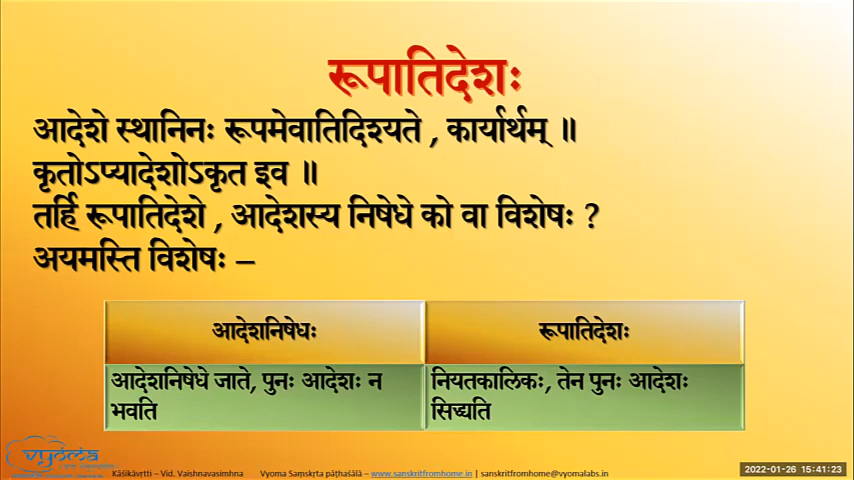 रूपातिदेशः
आदेशे स्थानिनः रूपमेवातिदिश्यते , कार्यार्थम् ॥
कृतोऽप्यादेशोऽकृत इव ॥
तर्हि रूपातिदेशे , आदेशस्य निषेधे को वा विशेषः ?
अयमस्ति विशेषः –
आदेशनिषेधः
रूपातिदेशः
आदेशनिषेधे जाते, पुनः आदेशः न
भवति
नियतकालिकः, तेन पुनः आदेशः
सिद्ध्यति
vyoma
Kāśikāvṛtti – Vid. Vaishnavasimhna Vyoma Saṃskṛta pāṭhaśālā – www.sanskritfromhome.in | sanskritfromhome@vyomalabs.in
2022-01-26 15:41:23